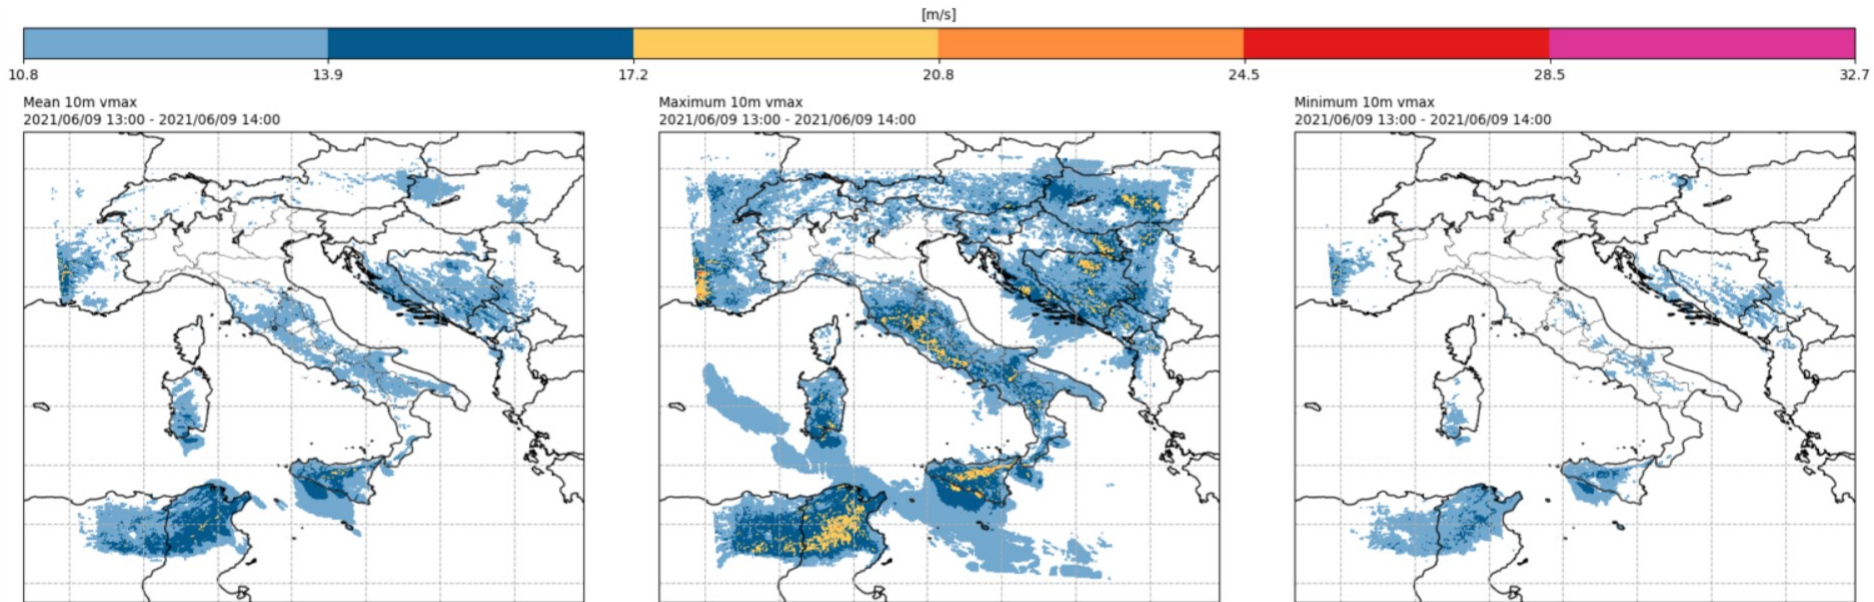 [m/s]
10.8 13.9 17.2 20.8 24.5 28.5 32.7
Mean 10m vmax
2021/06/09 13:00 - 2021/06/09 14:00
Maximum 10m vmax
2021/06/09 13:00 - 2021/06/09 14:00
Minimum 10m vmax
2021/06/09 13:00 - 2021/06/09 14:00